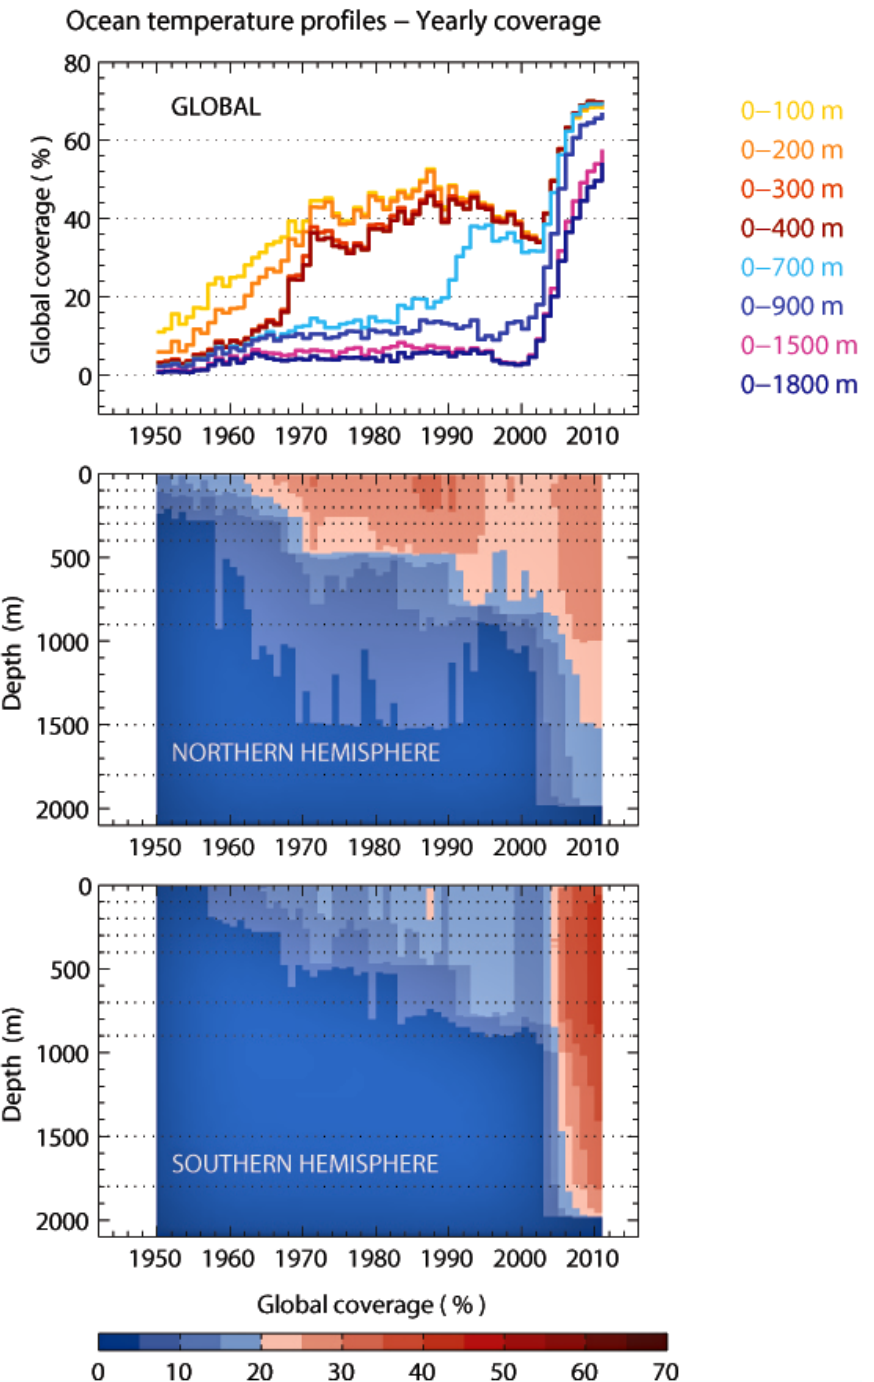 Ocean temperature profiles – Yearly coverage
80
GLOBAL
60
40
20
0
Global coverage ( % )
1950 1960 1970 1980 1990 2000 2010
0–100 m
0–200 m
0–300 m
0–400 m
0–700 m
0–900 m
0–1500 m
0–1800 m
0
500
1000
1500
2000
Depth (m)
NORTHERN HEMISPHERE
1950 1960 1970 1980 1990 2000 2010
0
500
1000
1500
2000
Depth (m)
SOUTHERN HEMISPHERE
1950 1960 1970 1980 1990 2000 2010
Global coverage ( % )
0 10 20 30 40 50 60 70